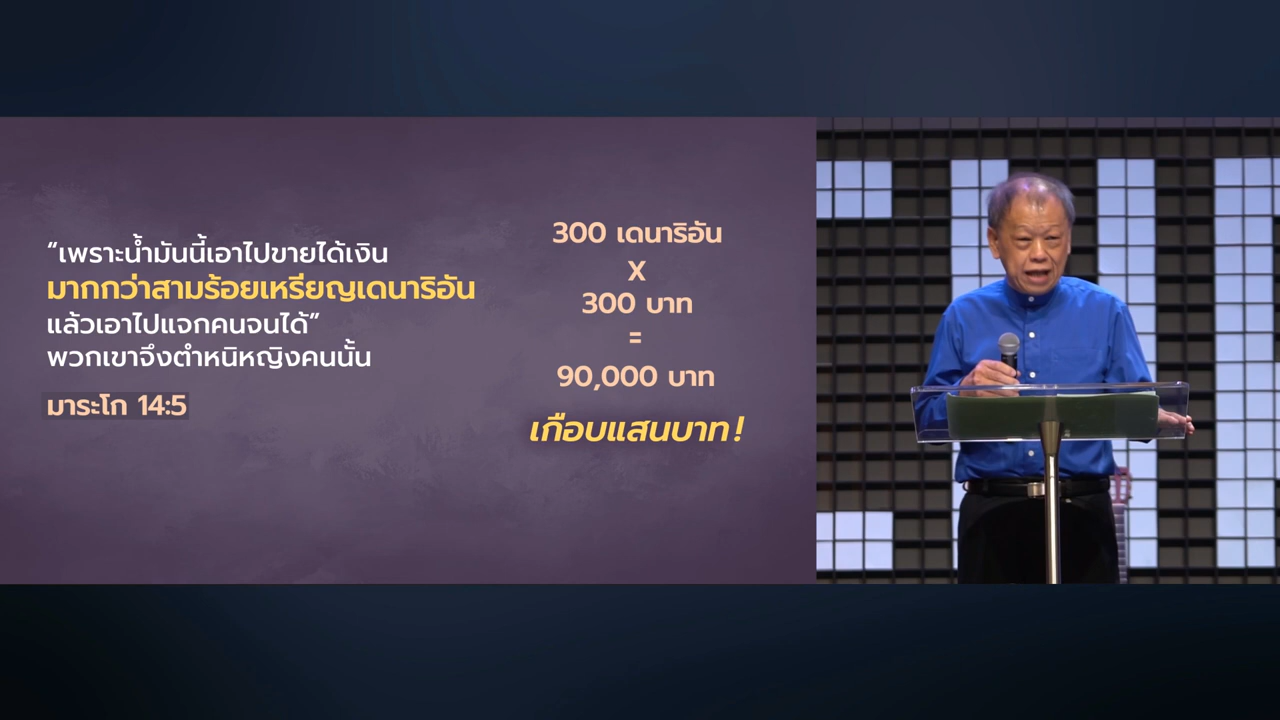 “เพราะน้ำมันนี้เอาไปขายได้เงิน
มากกว่าสามร้อยเหรียญเดนาริอัน
แล้วเอาไปแจกคนจนได้”
พวกเขาจึงตำหนิหญิงคนนั้น
มาระโก 14:5
300 เดนาริอัน
X
300 บาท
=
90,000 บาท
เกือบแสนบาท!